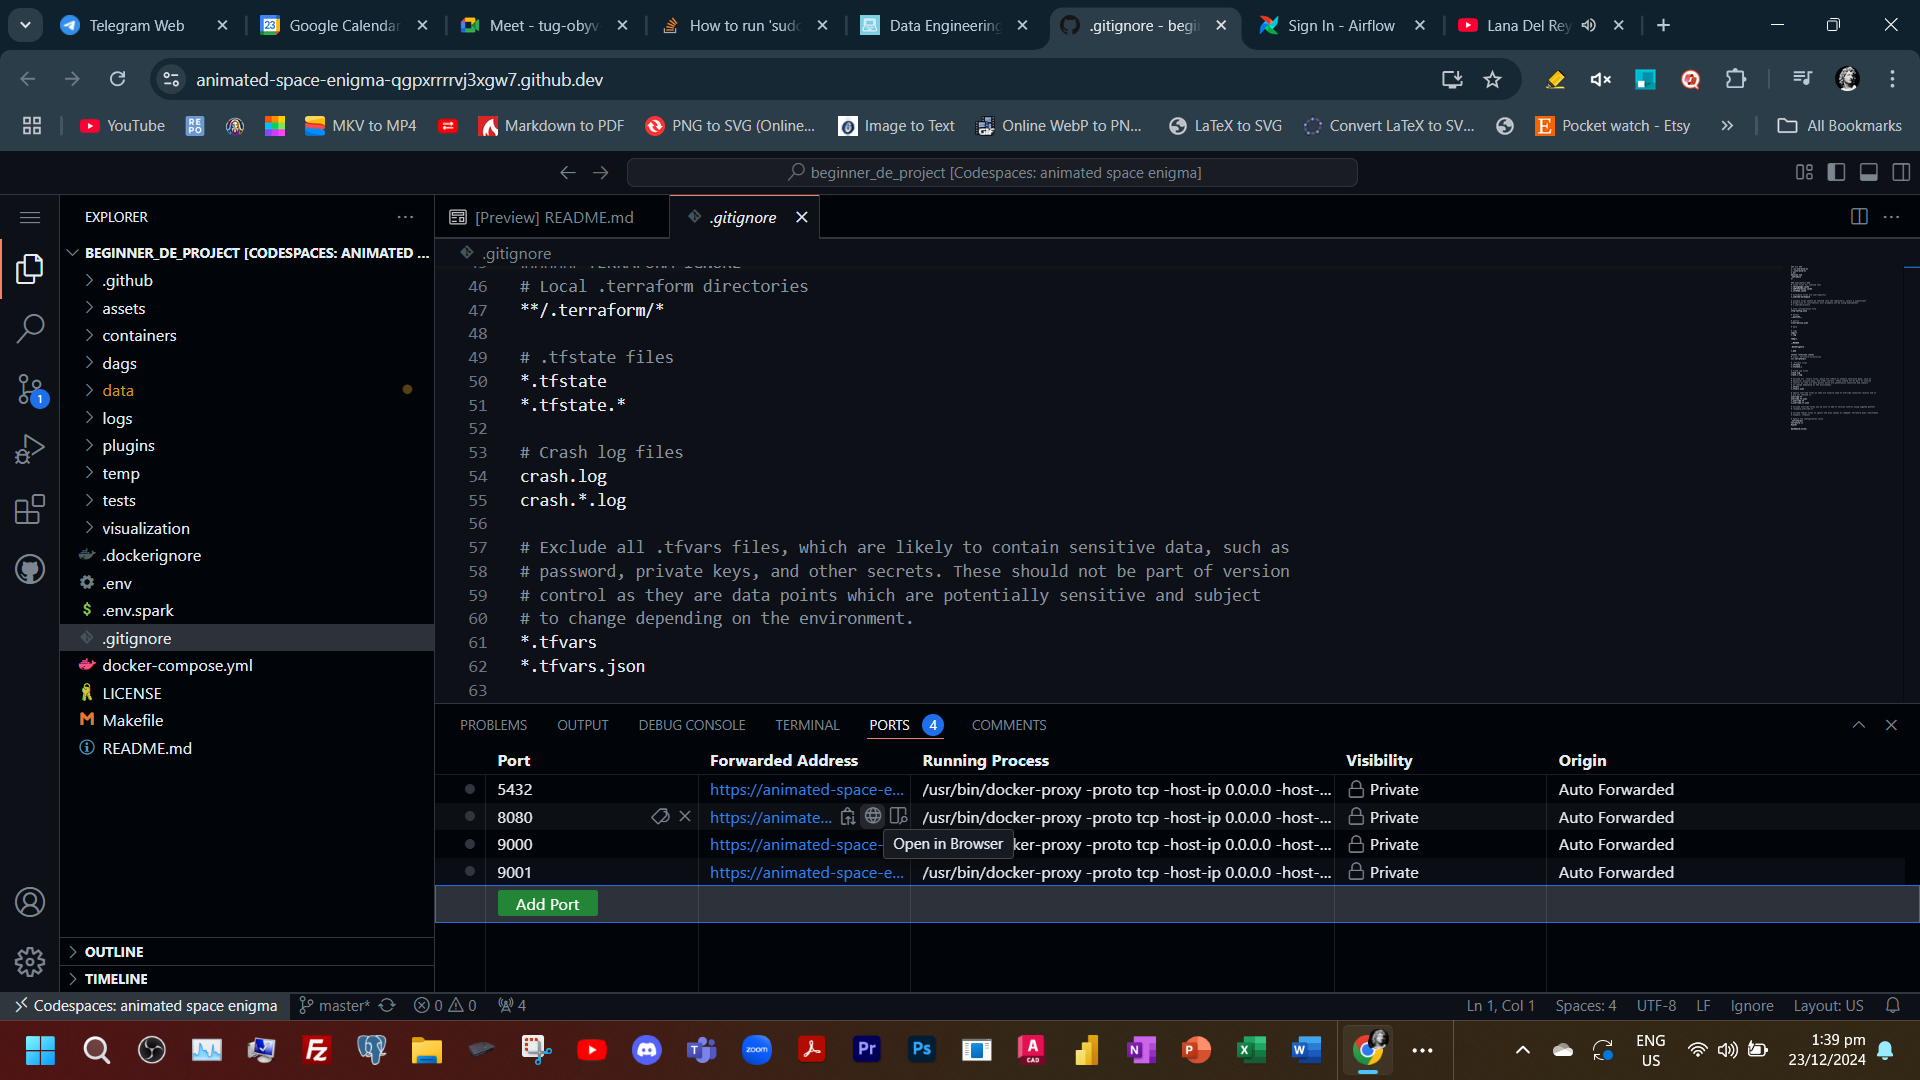 Telegram Web
Google Calendar
Meet - tug-obyv
How to run 'sudo
Data Engineering
.gitignore - begi
Sign In - Airflow
Lana Del Rey
animated-space-enigma-qgpxrrrrvj3xgw7.github.dev
YouTube
MKV to MP4
Markdown to PDF
PNG to SVG (Online...
Image to Text
Online WebP to PN...
LaTeX to SVG
Convert LaTeX to SV...
Pocket watch - Etsy
All Bookmarks
beginner_de_project [Codespaces: animated space enigma]
EXPLORER
[Preview] README.md
.gitignore
BEGINNER_DE_PROJECT [CODESPACES: ANIMATED ...
.github
assets
containers
dags
data
logs
plugins
temp
tests
visualization
.dockerignore
.env
.env.spark
.gitignore
docker-compose.yml
LICENSE
Makefile
README.md
OUTLINE
TIMELINE
1
.gitignore
46 # Local .terraform directories
47 **/.terraform/*
48
49 # .tfstate files
50 *.tfstate
51 *.tfstate.*
52
53 # Crash log files
54 crash.log
55 crash.*.log
56
57 # Exclude all .tfvars files, which are likely to contain sensitive data, such as
58 # password, private keys, and other secrets. These should not be part of version
59 # control as they are data points which are potentially sensitive and subject
60 # to change depending on the environment.
61 *.tfvars
62 *.tfvars.json
63
PROBLEMS OUTPUT DEBUG CONSOLE TERMINAL PORTS 4 COMMENTS
Port Forwarded Address Running Process Visibility Origin
5432 https://animated-space-e... /usr/bin/docker-proxy -proto tcp -host-ip 0.0.0.0 -host-... Private Auto Forwarded
8080 https://animate... /usr/bin/docker-proxy -proto tcp -host-ip 0.0.0.0 -host-... Private Auto Forwarded
9000 https://animated-space- ker-proxy -proto tcp -host-ip 0.0.0.0 -host-... Private Auto Forwarded
Open in Browser
9001 https://animated-space-e... /usr/bin/docker-proxy -proto tcp -host-ip 0.0.0.0 -host-... Private Auto Forwarded
Add Port
Codespaces: animated space enigma master* 0 0 4 Ln 1, Col 1 Spaces: 4 UTF-8 LF Ignore Layout: US
ENG
US
1:39 pm
23/12/2024